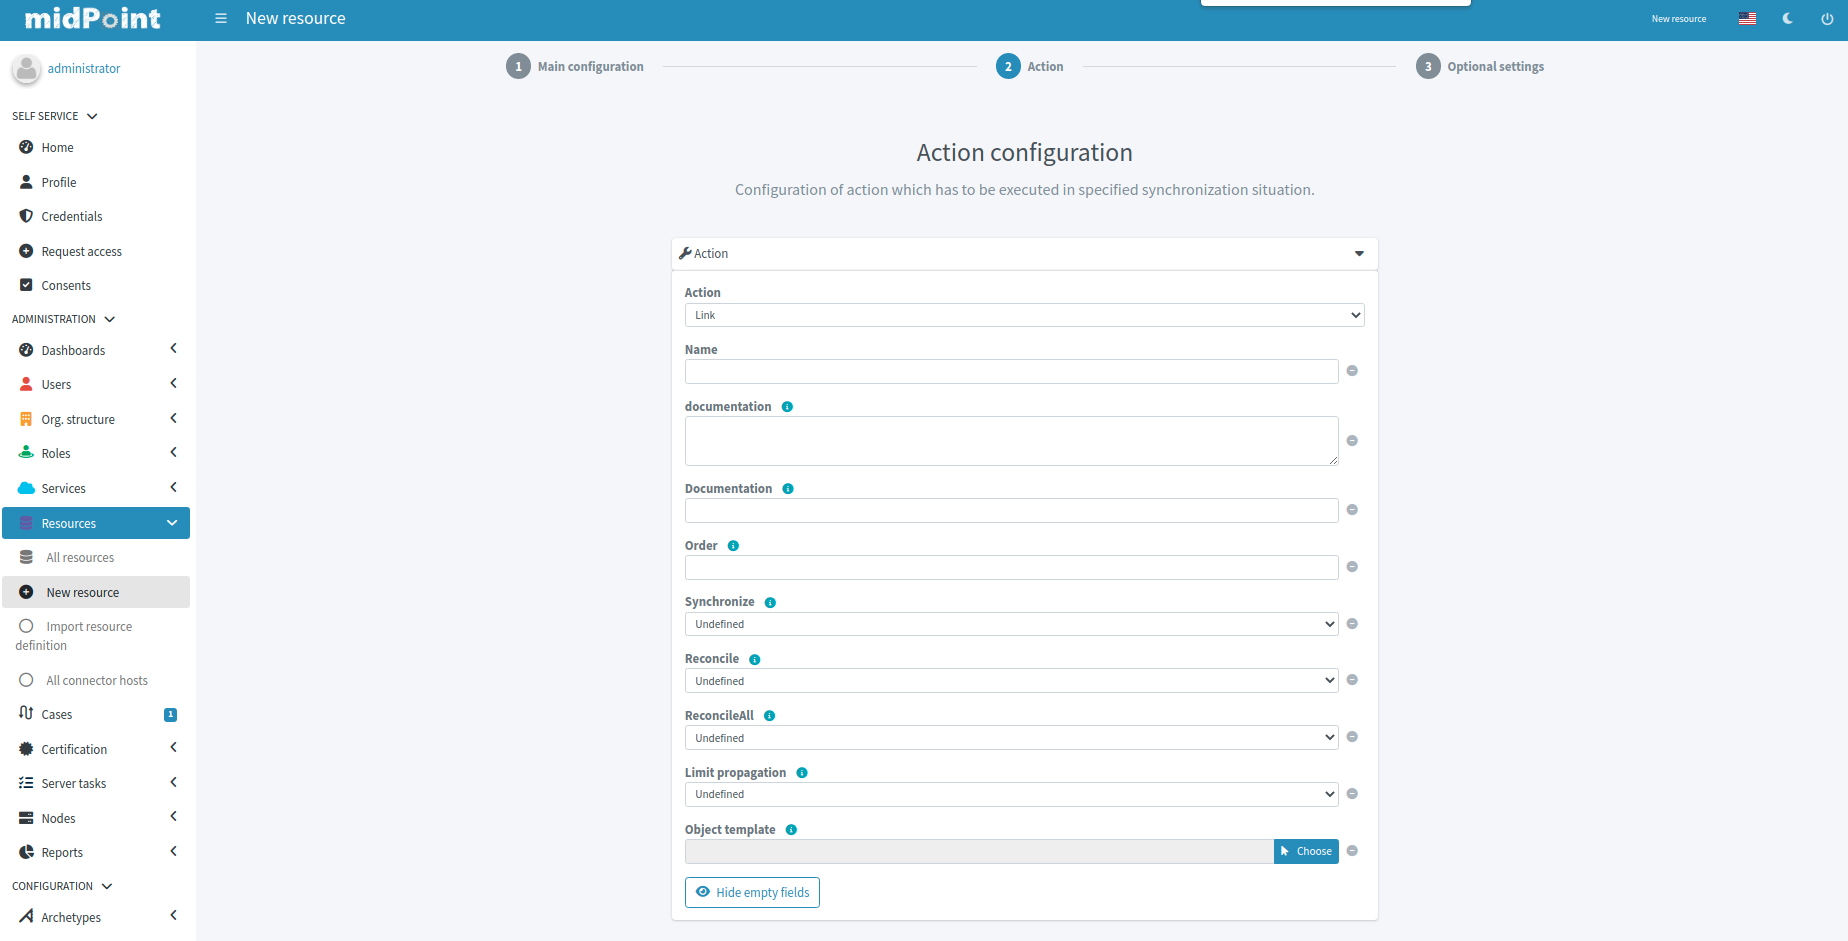 midPoint
New resource
New resource
administrator
1 Main configuration
2 Action
3 Optional settings
SELF SERVICE
Home
Profile
Credentials
Request access
Consents
ADMINISTRATION
Dashboards
Users
Org. structure
Roles
Services
Resources
All resources
New resource
Import resource
definition
All connector hosts
Cases 1
Certification
Server tasks
Nodes
Reports
CONFIGURATION
Archetypes
Action configuration
Configuration of action which has to be executed in specified synchronization situation.
Action
Action
Link
Name
documentation
Documentation
Order
Synchronize
Undefined
Reconcile
Undefined
ReconcileAll
Undefined
Limit propagation
Undefined
Object template
Choose
Hide empty fields